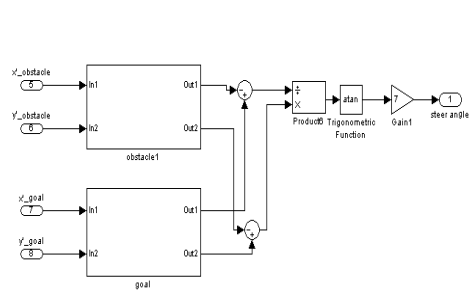 x'_obstacle
5
In1
Out1
y'_obstacle
6
In2
Out2
obstacle1
- +
÷
X
Product6
atan
Trigonometric
Function
7
Gain1
1
steer angle
x'_goal
7
In1
Out1
y'_goal
8
In2
Out2
goal
- +